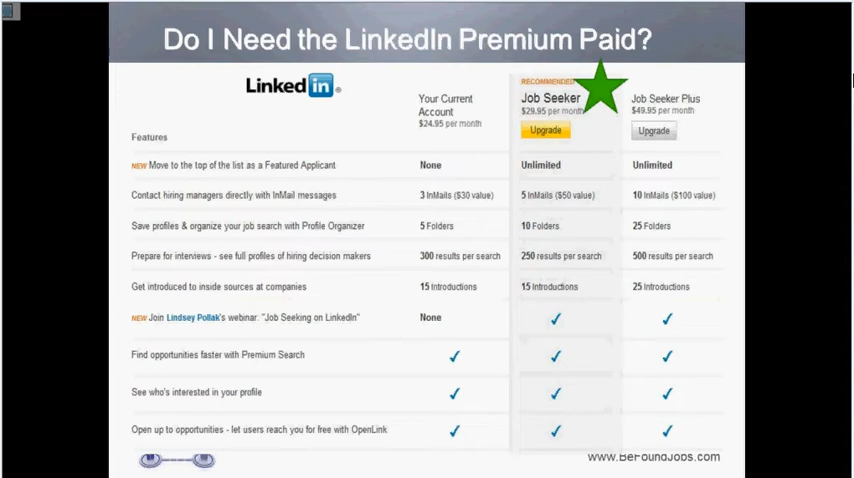 Do I Need the LinkedIn Premium Paid?
Linked in®
RECOMMENDED
Your Current Account $24.95 per month
Job Seeker $29.95 per month
Job Seeker Plus $49.95 per month
Features
Upgrade
Upgrade
NEW Move to the top of the list as a Featured Applicant None Unlimited Unlimited
Contact hiring managers directly with InMail messages 3 InMails ($30 value) 5 InMails ($50 value) 10 InMails ($100 value)
Save profiles & organize your job search with Profile Organizer 5 Folders 10 Folders 25 Folders
Prepare for interviews - see full profiles of hiring decision makers 300 results per search 250 results per search 500 results per search
Get introduced to inside sources at companies 15 Introductions 15 Introductions 25 Introductions
NEW Join Lindsey Pollak's webinar. "Job Seeking on LinkedIn" None ✓ ✓
Find opportunities faster with Premium Search ✓ ✓ ✓
See who's interested in your profile ✓ ✓ ✓
Open up to opportunities - let users reach you for free with OpenLink ✓ ✓ ✓
www.BeFoundJobs.com